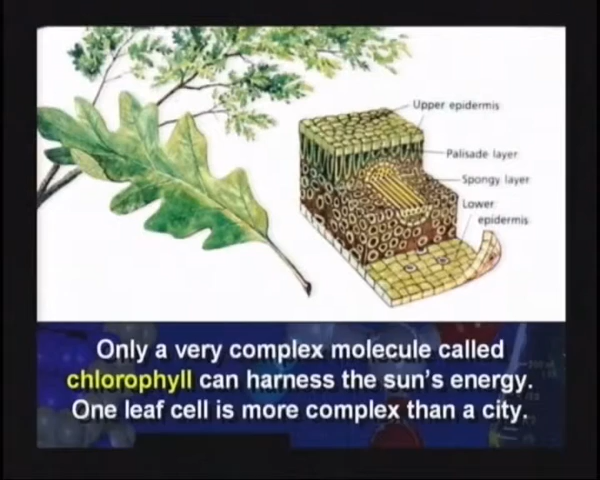 Upper epidermis
Palisade layer
Spongy layer
Lower
epidermis
Only a very complex molecule called
chlorophyll can harness the sun's energy.
One leaf cell is more complex than a city.